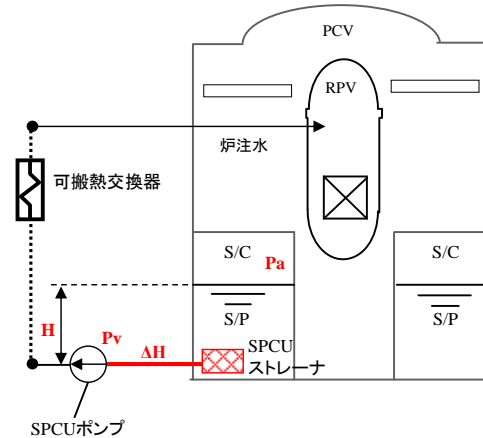 PCV
RPV
炉注水
可搬熱交換器
S/C
Pa
S/C
H
S/P
S/P
Pv
ΔH
SPCU
ストレーナ
SPCUポンプ